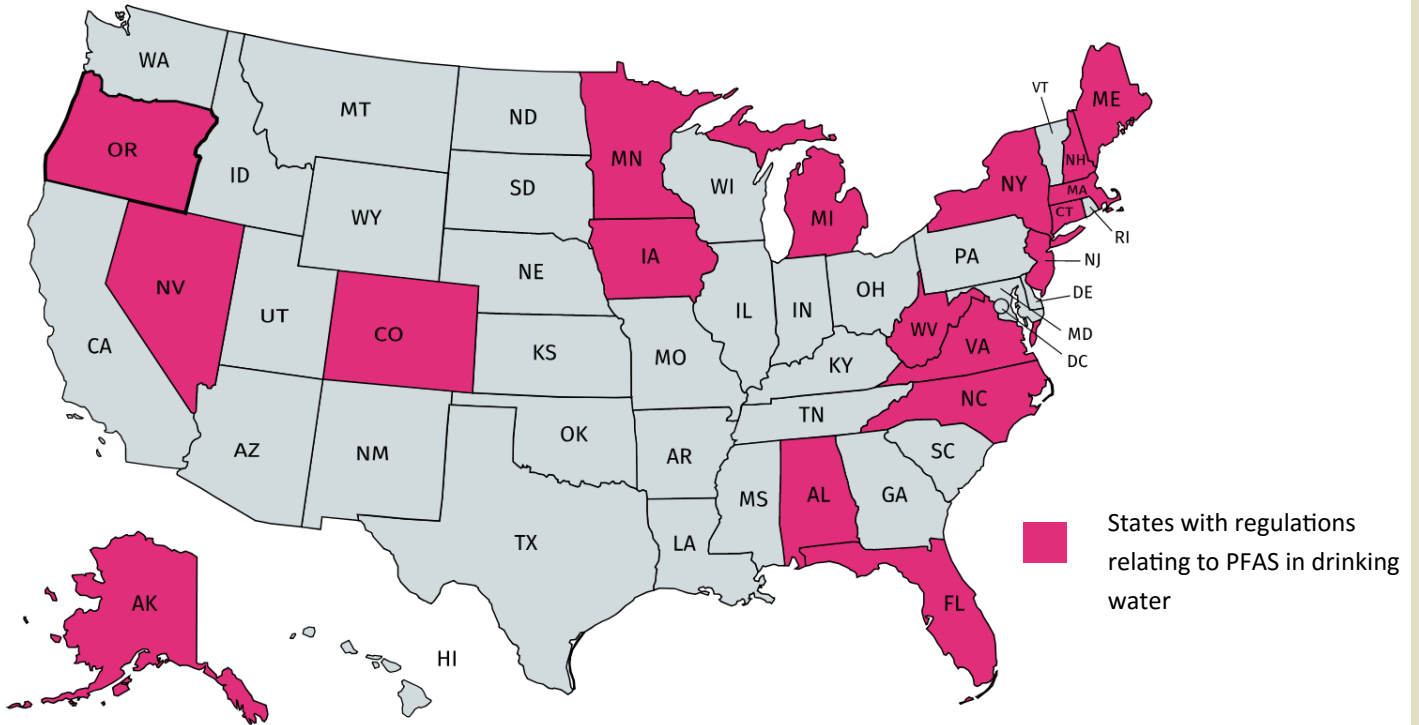 WA
MT
ND
MN
VT
ME
OR
ID
SD
WI
NH
NY
MA
WY
MI
CT
RI
IA
PA
NJ
NE
NV
OH
DE
UT
IL
IN
CO
WV
MD
CA
KS
MO
VA
DC
KY
NC
TN
OK
AZ
NM
AR
SC
MS
AL
GA
TX
LA
AK
FL
HI
States with regulations
relating to PFAS in drinking
water